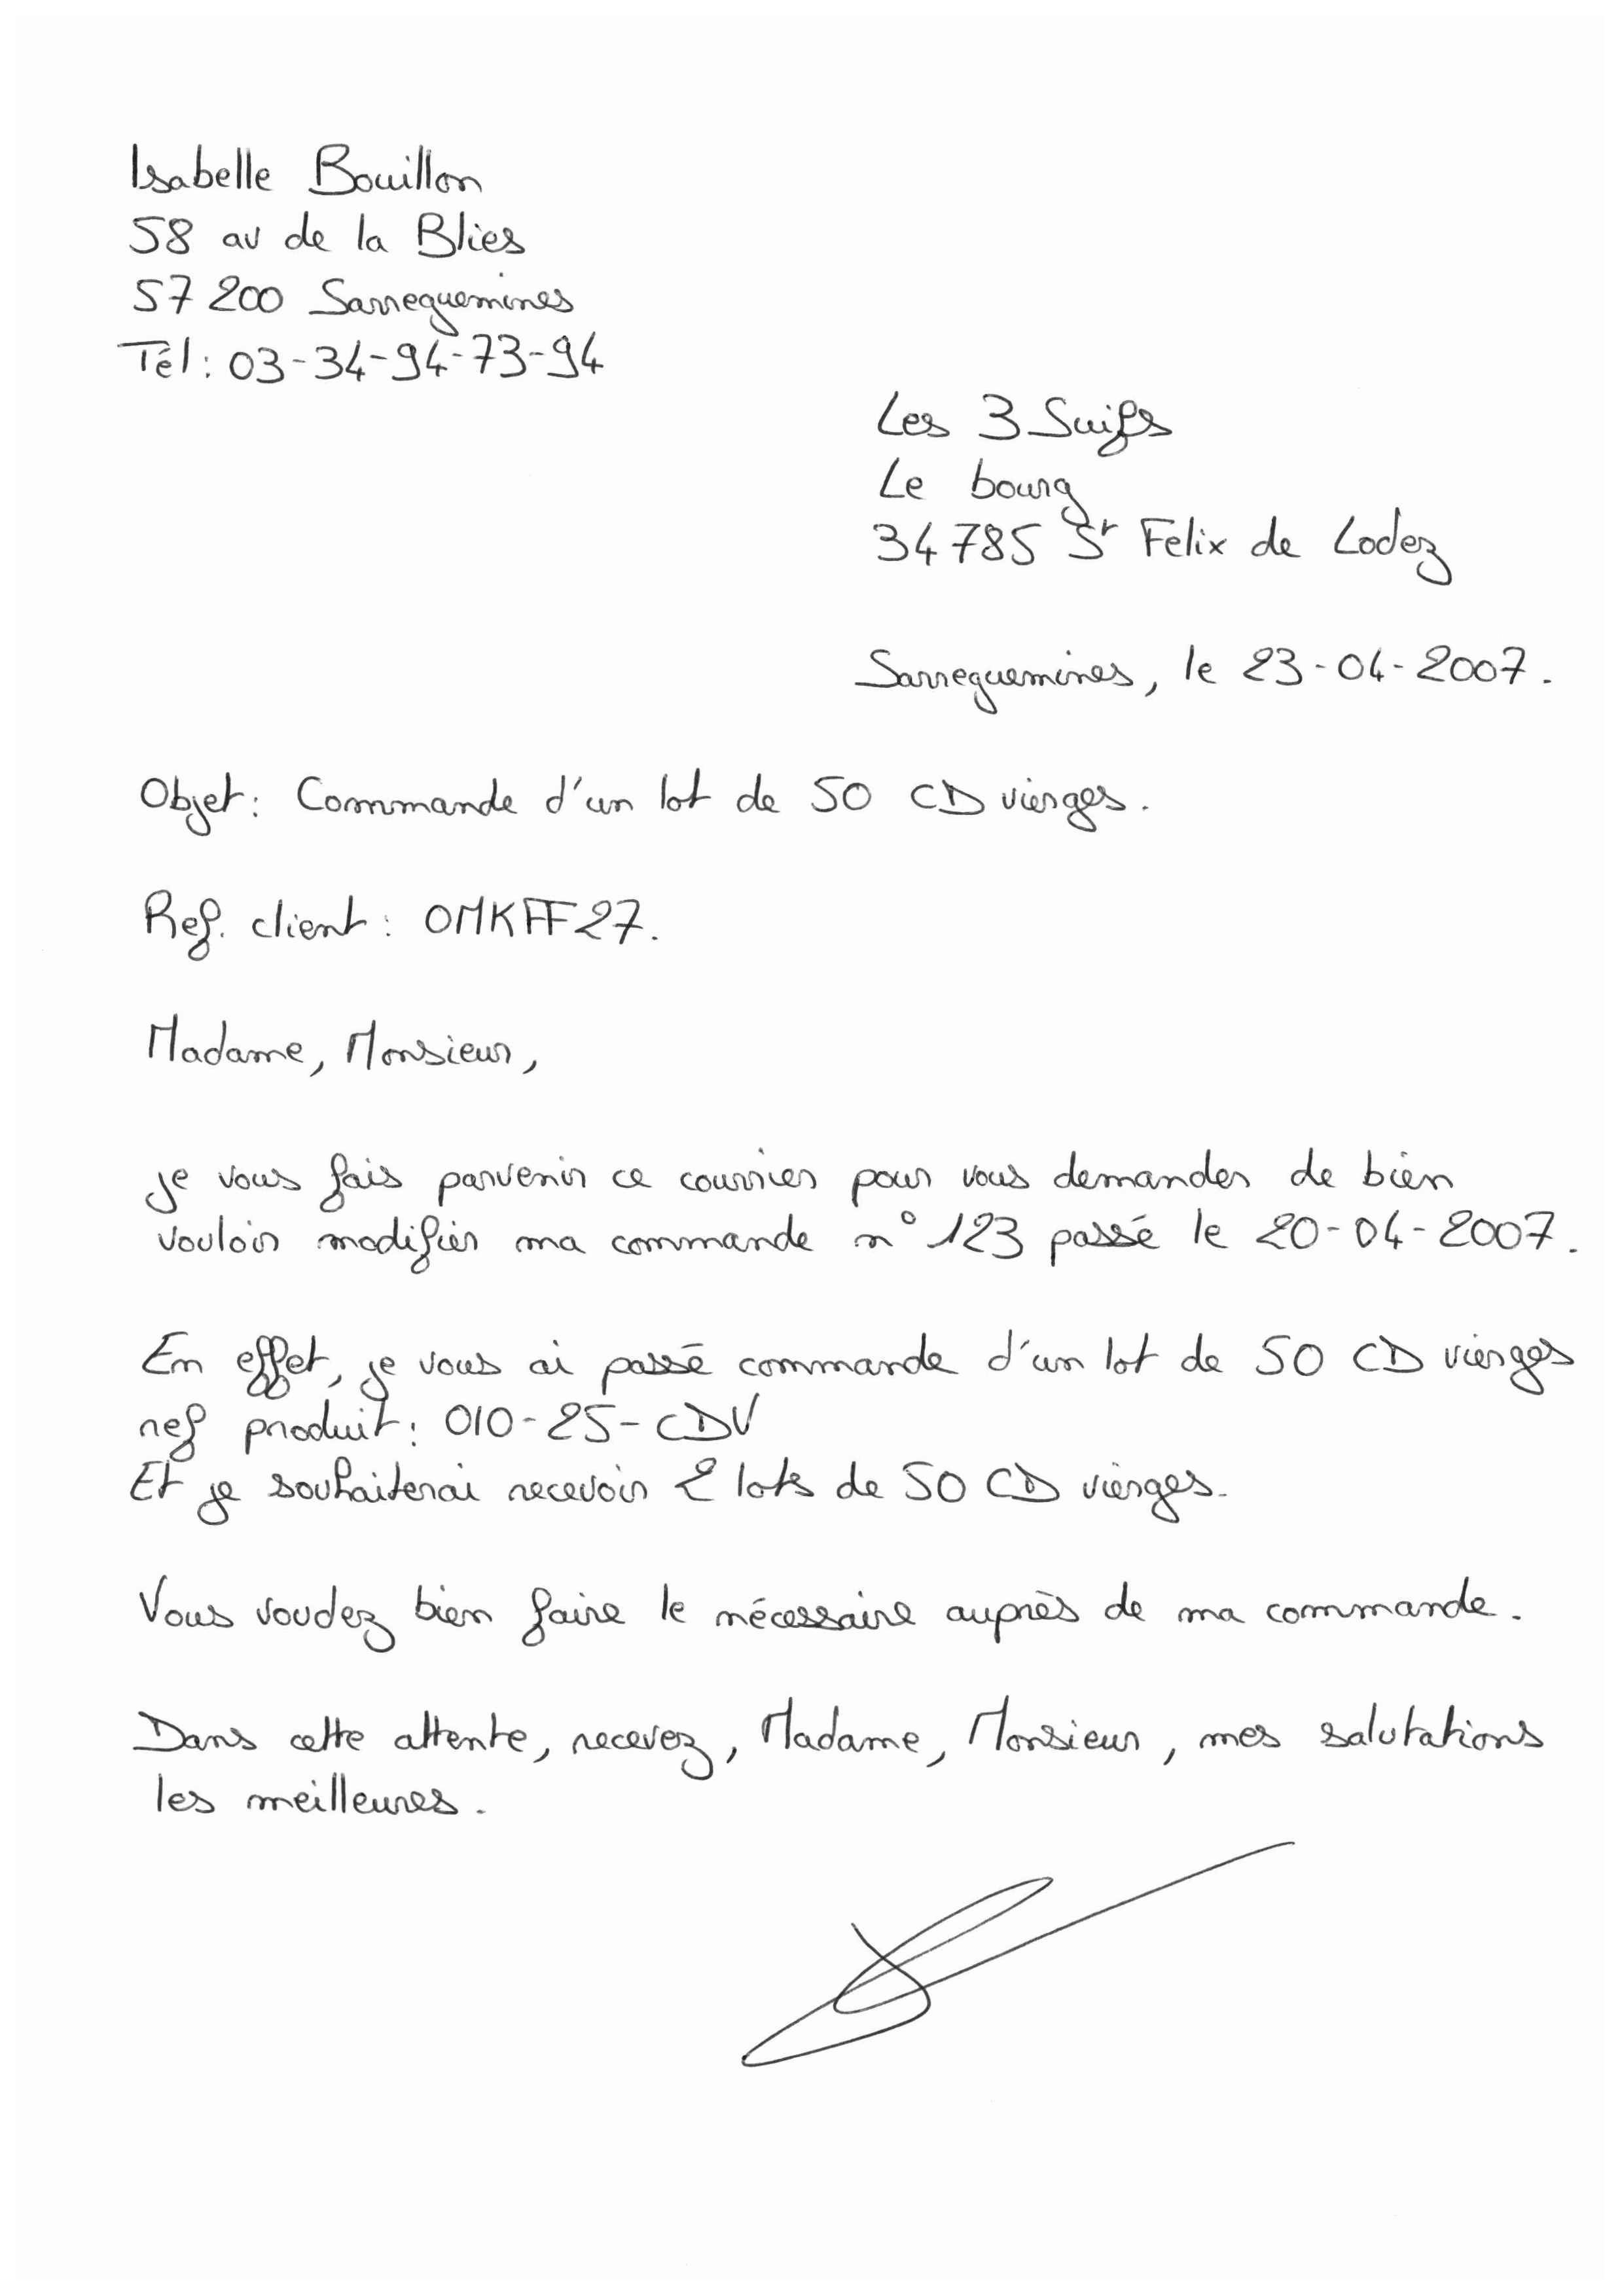 Isabelle Bouillon
58 av de la Blies
57 200 Sarreguemines
Tél : 03-34-94-73-94
Les 3 Suifs
Le bourg
34 785 St Felix de Lodez
Sarreguemines, le 23-04-2007.
Objet : Commande d'un lot de 50 CD vierges.
Ref. client : OMKFF27.
Madame, Monsieur,
je vous fais parvenir ce courrier pour vous demander de bien
vouloir modifier ma commande n° 123 passé le 20-04-2007.
En effet, je vous ai passé commande d'un lot de 50 CD vierges
ref produit : 010-25-CDV
Et je souhaiterai recevoir 2 lots de 50 CD vierges.
Vous voudez bien faire le nécessaire auprès de ma commande.
Dans cette attente, recevez, Madame, Monsieur, mes salutations
les meilleures.